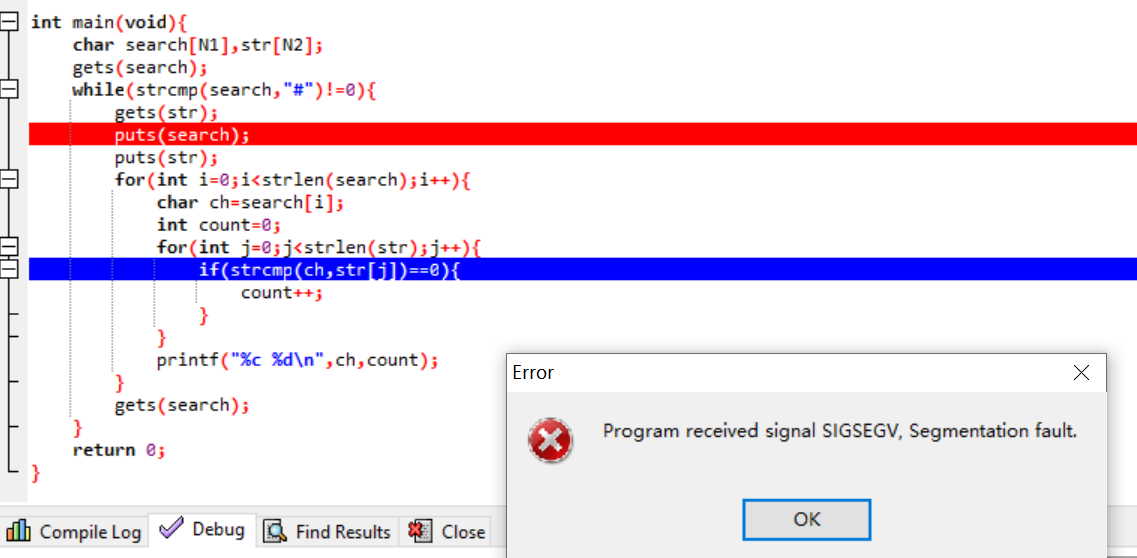 int main(void){
char search[N1],str[N2];
gets(search);
while(strcmp(search,"#")!=0){
gets(str);
puts(search);
puts(str);
for(int i=0;i<strlen(search);i++){
char ch=search[i];
int count=0;
for(int j=0;j<strlen(str);j++){
if(strcmp(ch,str[j])==0){
count++;
}
}
printf("%c %d\n",ch,count);
}
gets(search);
}
return 0;
}
Error
Program received signal SIGSEGV, Segmentation fault.
OK
Compile Log
Debug
Find Results
Close